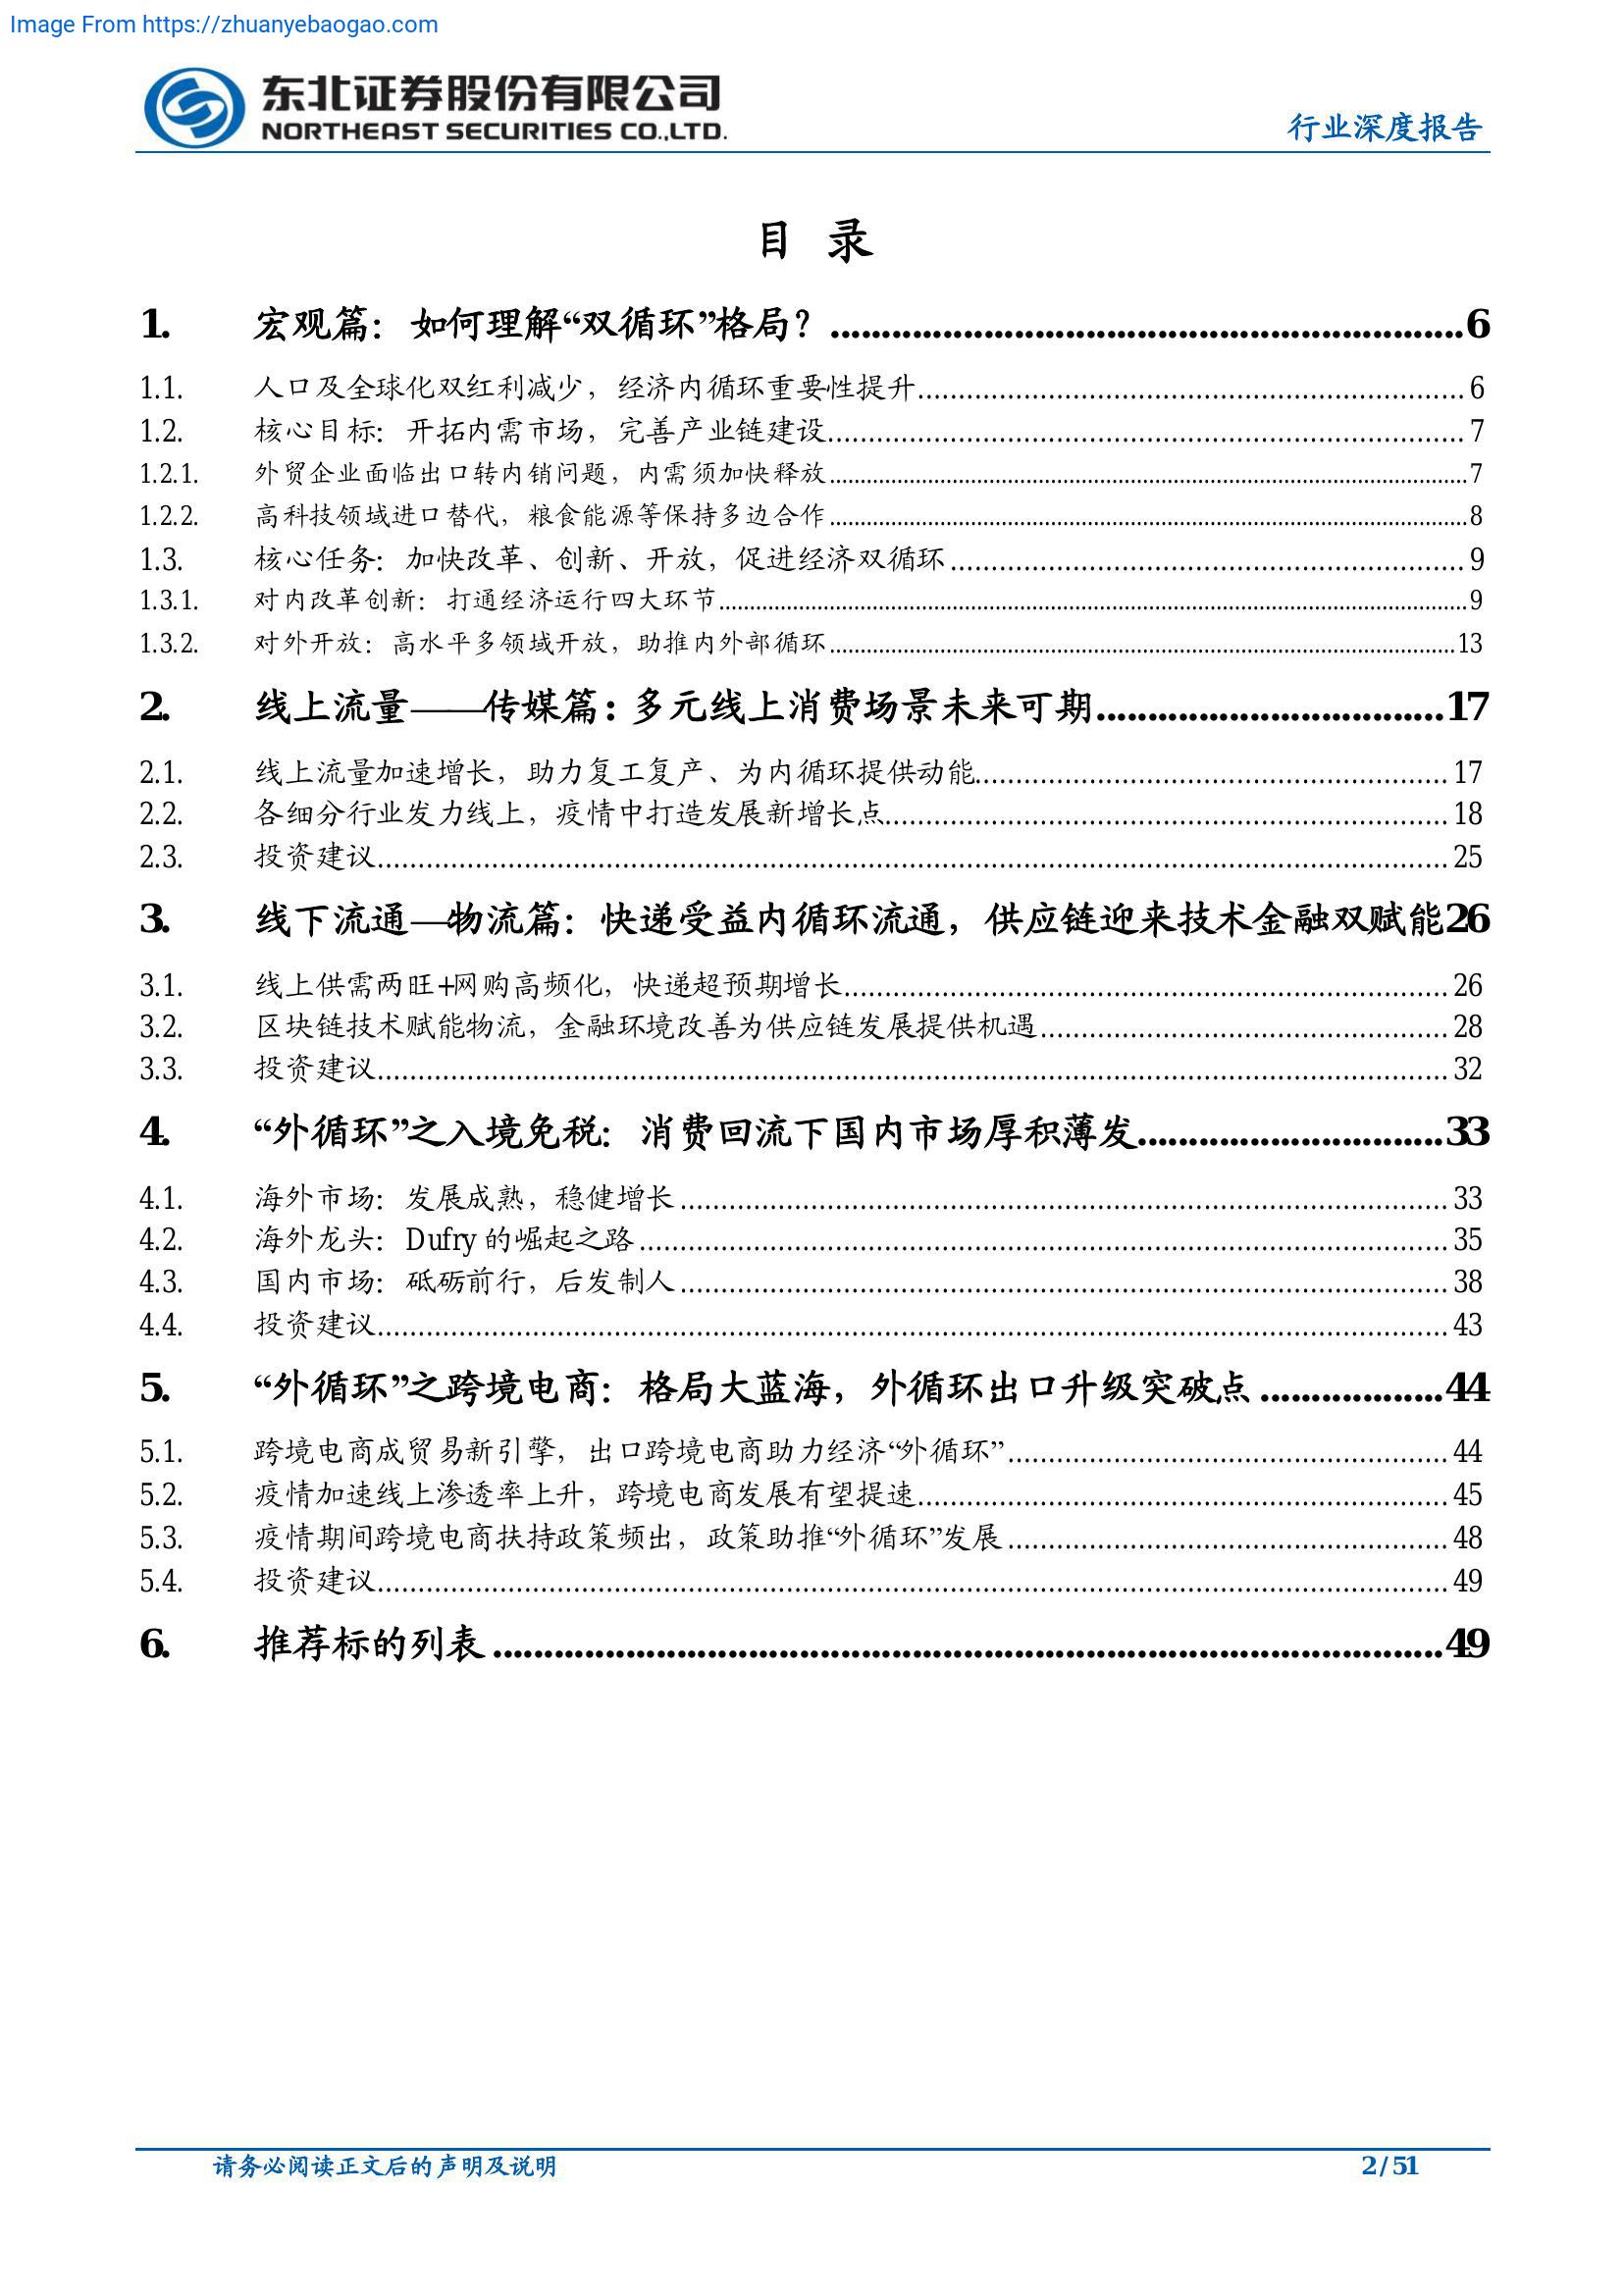 Image From https://zhuanyebaogao.com
东北证券股份有限公司
NORTHEAST SECURITIES CO.,LTD.
行业深度报告
目 录
1. 宏观篇：如何理解“双循环”格局？ 6
1.1. 人口及全球化双红利减少，经济内循环重要性提升 6
1.2. 核心目标：开拓内需市场，完善产业链建设 7
1.2.1. 外贸企业面临出口转内销问题，内需须加快释放 7
1.2.2. 高科技领域进口替代，粮食能源等保持多边合作 8
1.3. 核心任务：加快改革、创新、开放，促进经济双循环 9
1.3.1. 对内改革创新：打通经济运行四大环节 9
1.3.2. 对外开放：高水平多领域开放，助推内外部循环 13
2. 线上流量——传媒篇：多元线上消费场景未来可期 17
2.1. 线上流量加速增长，助力复工复产、为内循环提供动能 17
2.2. 各细分行业发力线上，疫情中打造发展新增长点 18
2.3. 投资建议 25
3. 线下流通—物流篇：快递受益内循环流通，供应链迎来技术金融双赋能26
3.1. 线上供需两旺+网购高频化，快递超预期增长 26
3.2. 区块链技术赋能物流，金融环境改善为供应链发展提供机遇 28
3.3. 投资建议 32
4. “外循环”之入境免税：消费回流下国内市场厚积薄发 33
4.1. 海外市场：发展成熟，稳健增长 33
4.2. 海外龙头：Dufry 的崛起之路 35
4.3. 国内市场：砥砺前行，后发制人 38
4.4. 投资建议 43
5. “外循环”之跨境电商：格局大蓝海，外循环出口升级突破点 44
5.1. 跨境电商成贸易新引擎，出口跨境电商助力经济“外循环” 44
5.2. 疫情加速线上渗透率上升，跨境电商发展有望提速 45
5.3. 疫情期间跨境电商扶持政策频出，政策助推“外循环”发展 48
5.4. 投资建议 49
6. 推荐标的列表 49
请务必阅读正文后的声明及说明 2 / 51